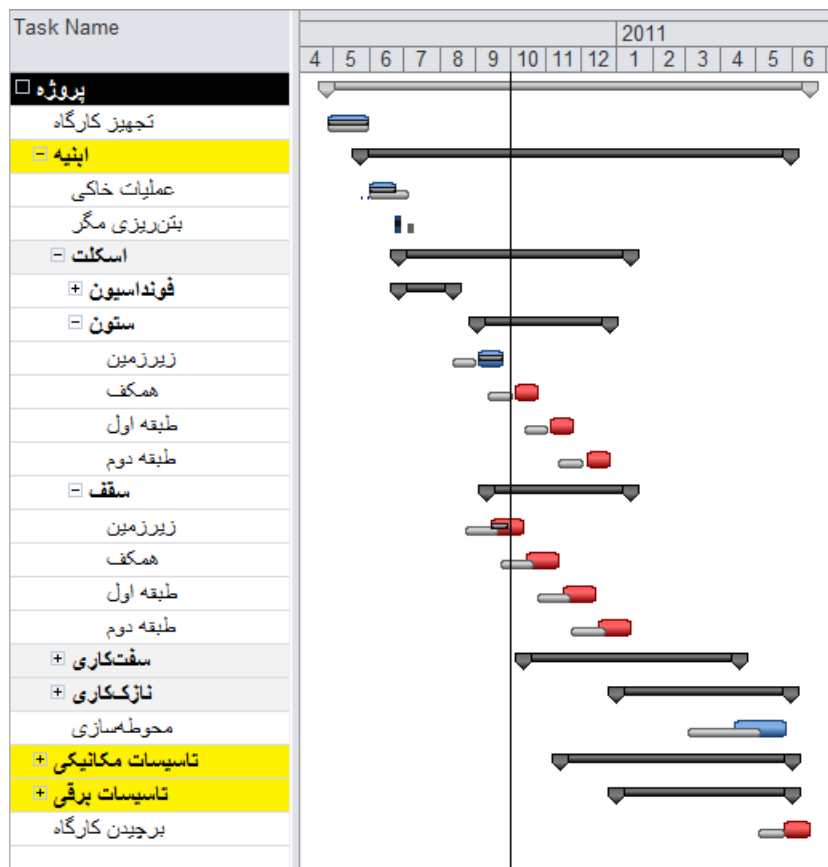 Task Name
2011
4 5 6 7 8 9 10 11 12 1 2 3 4 5 6
پروژه
تجهیز کارگاه
ابنیه
عملیات خاکی
بتن‌ریزی مگر
اسکلت
فونداسیون
ستون
زیرزمین
همکف
طبقه اول
طبقه دوم
سقف
زیرزمین
همکف
طبقه اول
طبقه دوم
سفت‌کاری
نازک‌کاری
محوطه‌سازی
تاسیسات مکانیکی
تاسیسات برقی
برچیدن کارگاه